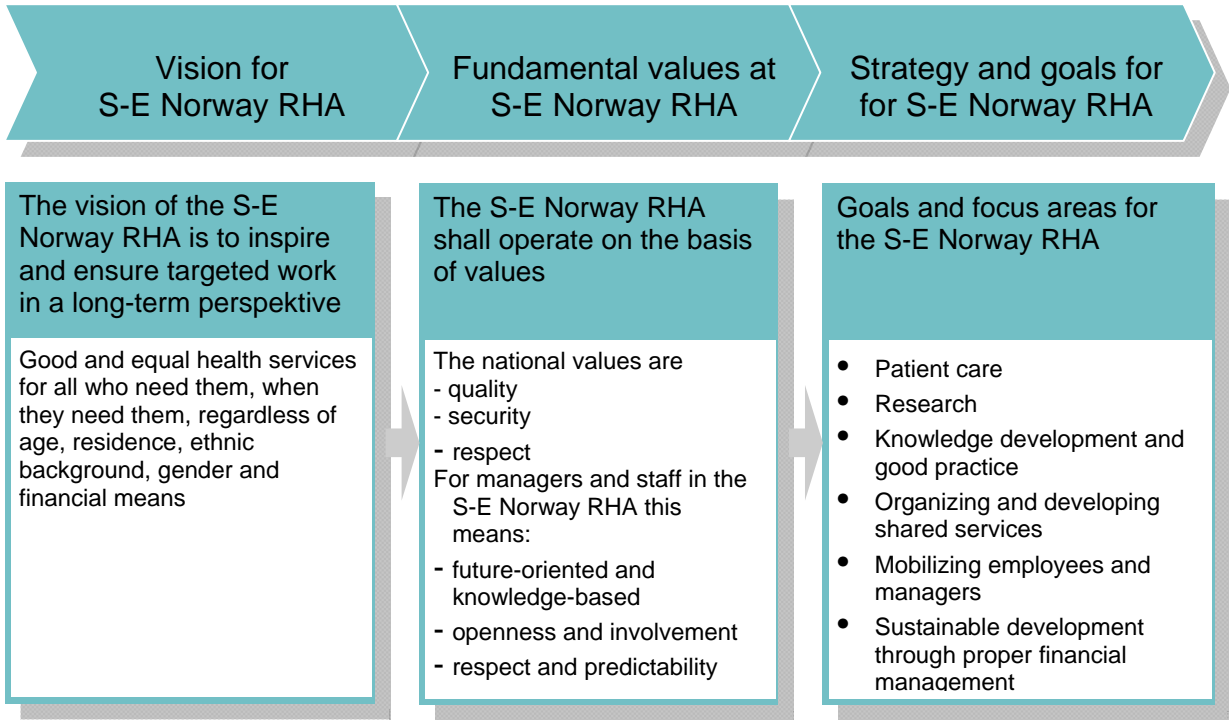 Vision for
S-E Norway RHA
Fundamental values at
S-E Norway RHA
Strategy and goals for
for S-E Norway RHA
The vision of the S-E
Norway RHA is to inspire
and ensure targeted work
in a long-term perspektive
Good and equal health services
for all who need them, when
they need them, regardless of
age, residence, ethnic
background, gender and
financial means
The S-E Norway RHA
shall operate on the basis
of values
The national values are
- quality
- security
- respect
For managers and staff in the
S-E Norway RHA this
means:
- future-oriented and
knowledge-based
- openness and involvement
- respect and predictability
Goals and focus areas for
the S-E Norway RHA
• Patient care
• Research
• Knowledge development and
good practice
• Organizing and developing
shared services
• Mobilizing employees and
managers
• Sustainable development
through proper financial
management